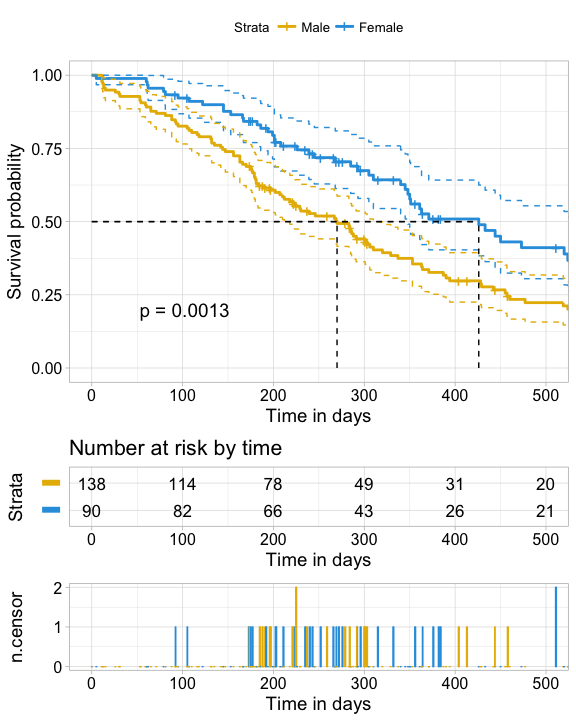 Strata Male Female
Survival probability
1.00
0.75
0.50
0.25
0.00
p = 0.0013
0 100 200 300 400 500
Time in days
Number at risk by time
Strata
138 114 78 49 31 20
90 82 66 43 26 21
0 100 200 300 400 500
Time in days
n.censor
2
1
0
0 100 200 300 400 500
Time in days